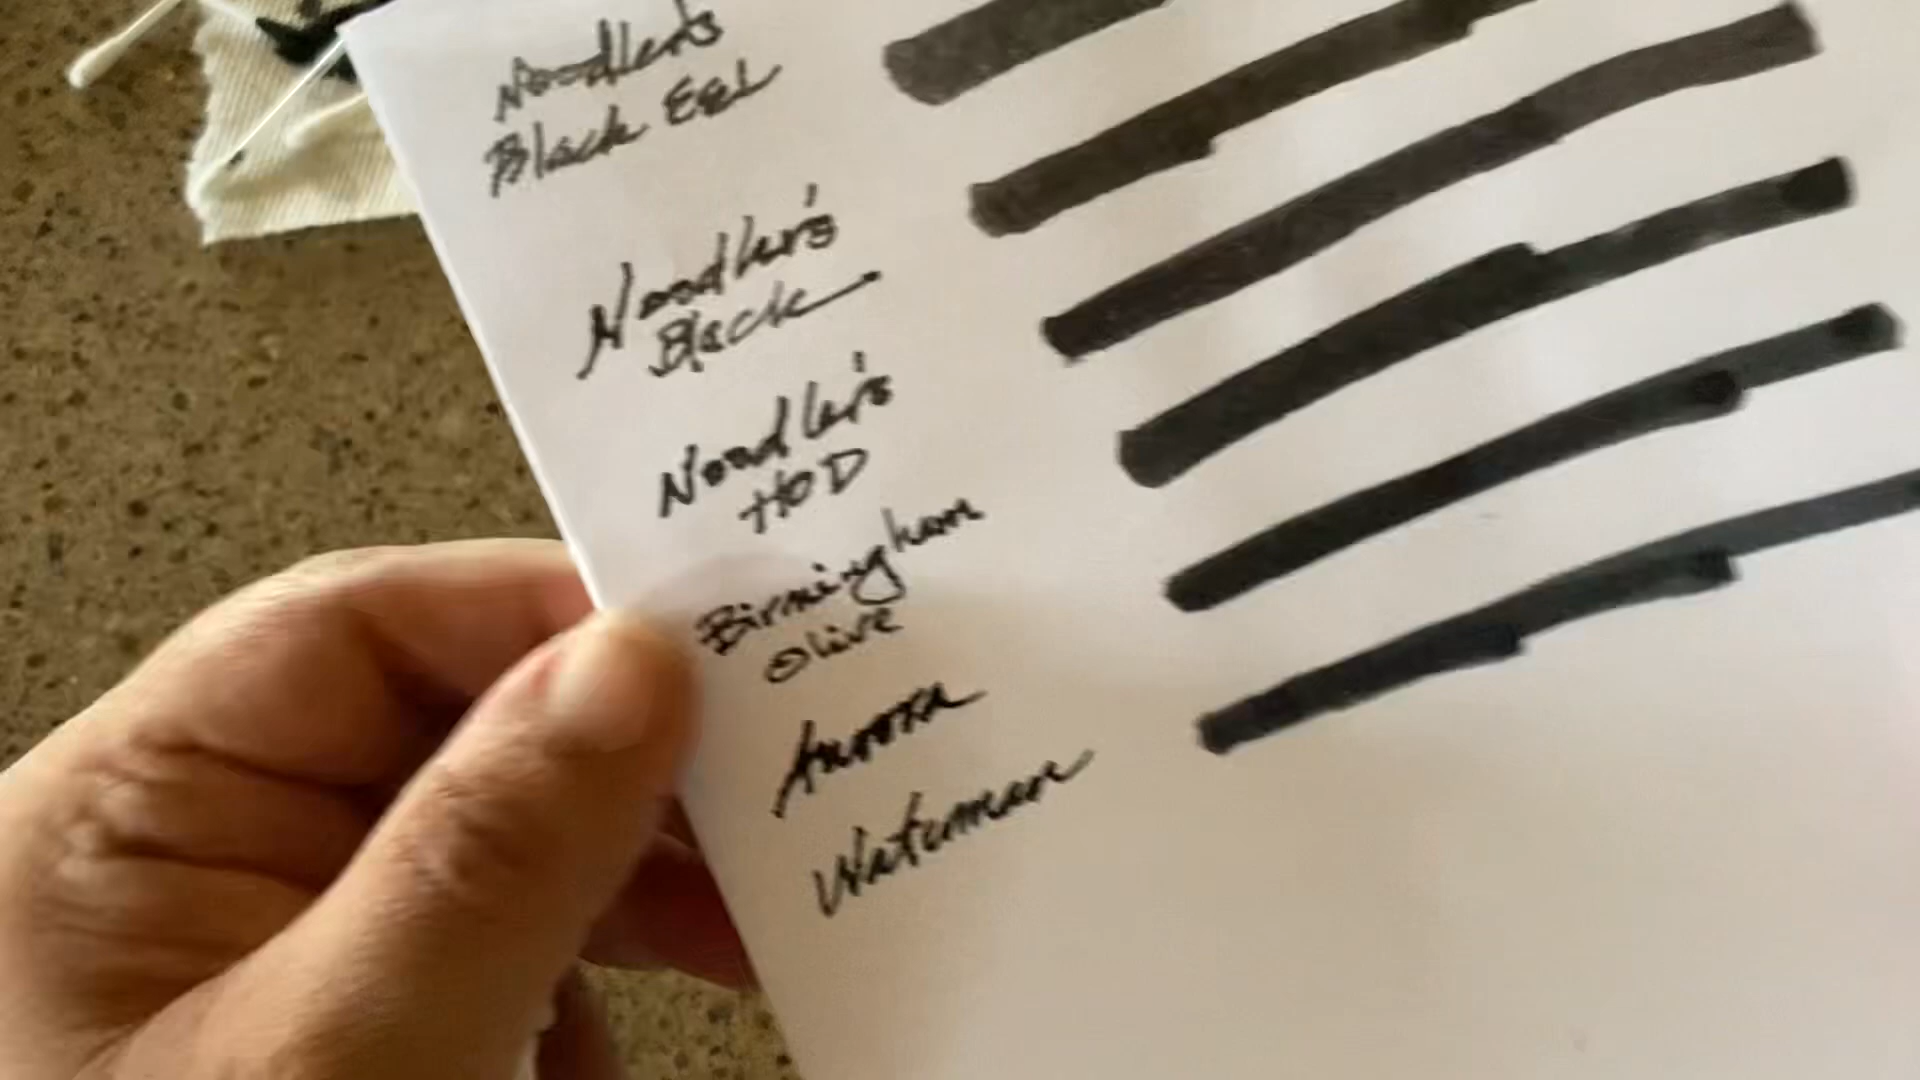 Noodler's
Black EEL
Noodler's
Black
Noodler's
HOD
Birmingham
Olive
Aurora
Waterman